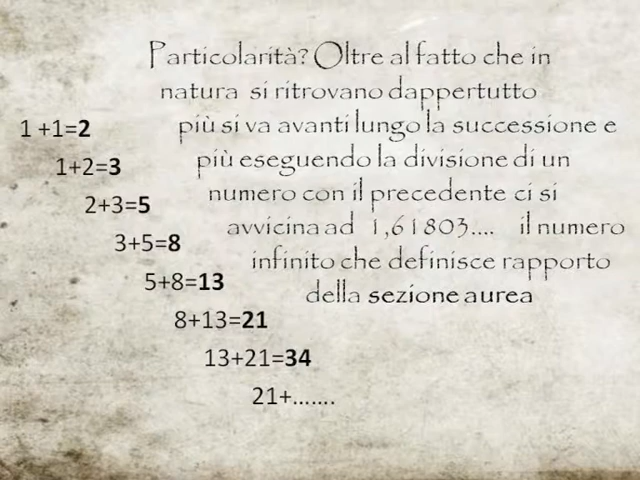 Particolarità? Oltre al fatto che in
natura si ritrovano dappertutto
più si va avanti lungo la successione e
più eseguendo la divisione di un
numero con il precedente ci si
avvicina ad 1,61803.... il numero
infinito che definisce rapporto
della sezione aurea
1 +1=2
1+2=3
2+3=5
3+5=8
5+8=13
8+13=21
13+21=34
21+.......